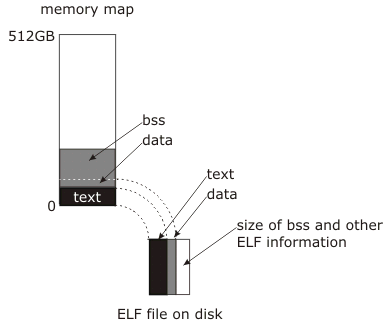 memory map
512GB
bss
data
text
0
text
data
size of bss and other
ELF information
ELF file on disk